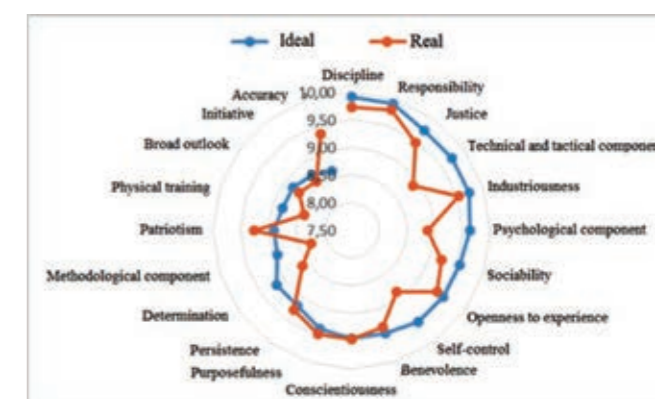 Ideal Real
Discipline
10,00
Responsibility
Accuracy
9,50
Justice
Initiative
9,00
Technical and tactical componen
Broad outlook
8,50
Physical training
Industriousness
8,00
Patriotism
7,50
Psychological component
Methodological component
Sociability
Determination
Openness to experience
Persistence
Self-control
Purposefulness
Benevolence
Conscientiousness